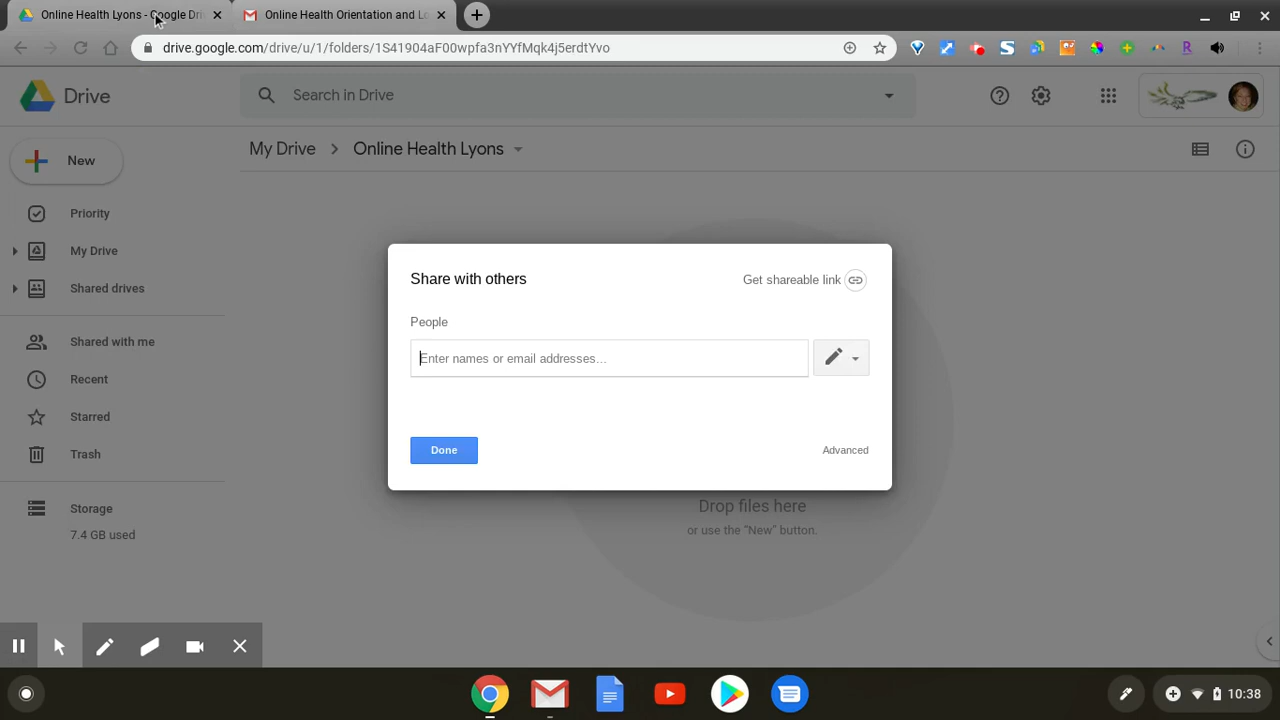 Online Health Lyons - Google Dri
Online Health Orientation and Lo
drive.google.com/drive/u/1/folders/1S41904aF00wpfa3nYYfMqk4j5erdtYvo
Drive
Search in Drive
New
My Drive
Online Health Lyons
Priority
My Drive
Shared drives
Shared with me
Recent
Starred
Trash
Storage
7.4 GB used
Share with others
Get shareable link
People
Enter names or email addresses...
Done
Advanced
Drop files here
or use the “New” button.
10:38